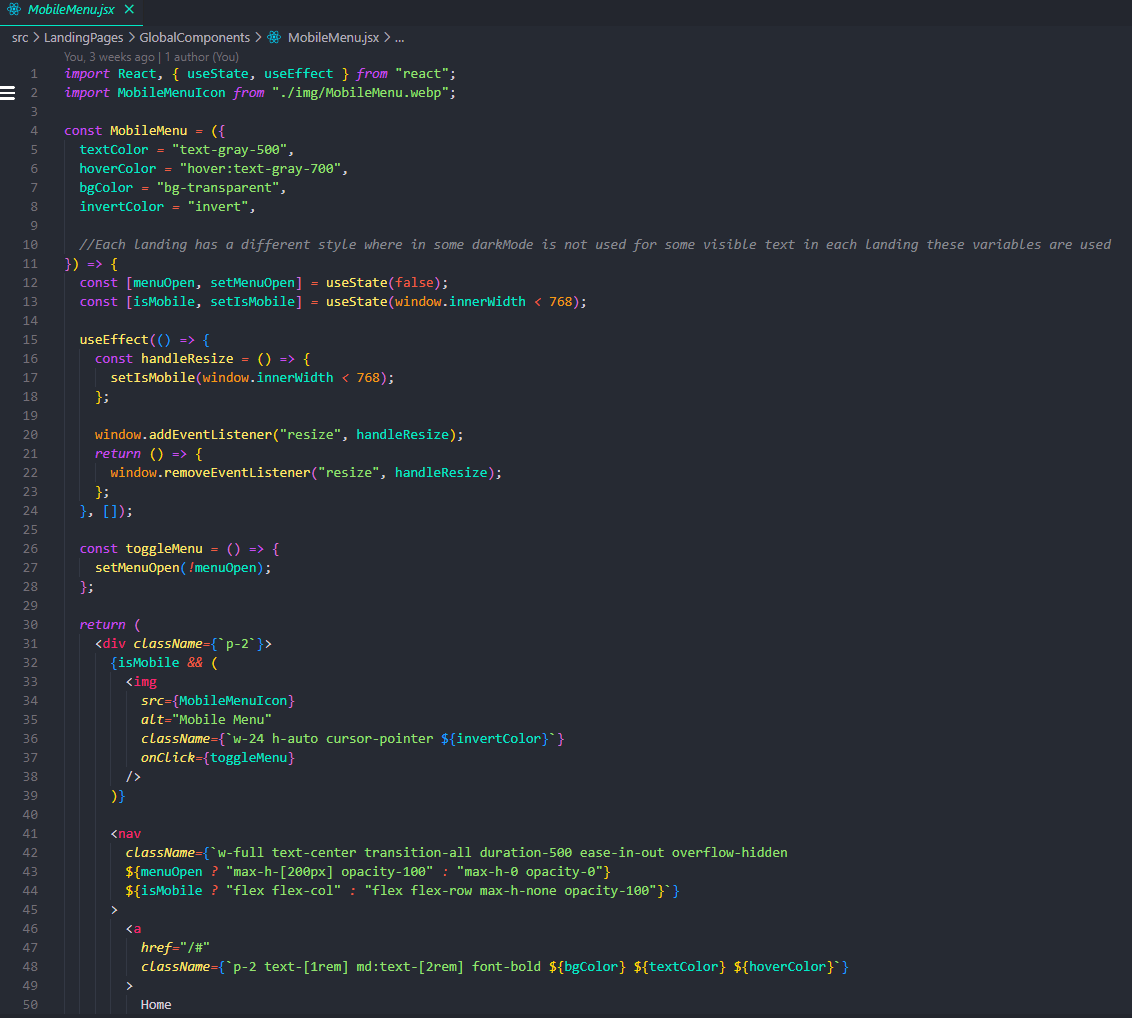 MobileMenu.jsx
src > LandingPages > GlobalComponents > MobileMenu.jsx > ...
You, 3 weeks ago | 1 author (You)
1 import React, { useState, useEffect } from "react";
2 import MobileMenuIcon from "./img/MobileMenu.webp";
3
4 const MobileMenu = ({
5 textColor = "text-gray-500",
6 hoverColor = "hover:text-gray-700",
7 bgColor = "bg-transparent",
8 invertColor = "invert",
9
10 //Each landing has a different style where in some darkMode is not used for some visible text in each landing these variables are used
11 }) => {
12 const [menuOpen, setMenuOpen] = useState(false);
13 const [isMobile, setIsMobile] = useState(window.innerWidth < 768);
14
15 useEffect(() => {
16 const handleResize = () => {
17 setIsMobile(window.innerWidth < 768);
18 };
19
20 window.addEventListener("resize", handleResize);
21 return () => {
22 window.removeEventListener("resize", handleResize);
23 };
24 }, []);
25
26 const toggleMenu = () => {
27 setMenuOpen(!menuOpen);
28 };
29
30 return (
31 <div className={`p-2`}>
32 {isMobile && (
33 <img
34 src={MobileMenuIcon}
35 alt="Mobile Menu"
36 className={`w-24 h-auto cursor-pointer ${invertColor}`}
37 onClick={toggleMenu}
38 />
39 )}
40
41 <nav
42 className={`w-full text-center transition-all duration-500 ease-in-out overflow-hidden
43 ${menuOpen ? "max-h-[200px] opacity-100" : "max-h-0 opacity-0"}
44 ${isMobile ? "flex flex-col" : "flex flex-row max-h-none opacity-100"}`}
45 >
46 <a
47 href="/#"
48 className={`p-2 text-[1rem] md:text-[2rem] font-bold ${bgColor} ${textColor} ${hoverColor}`}
49 >
50 Home